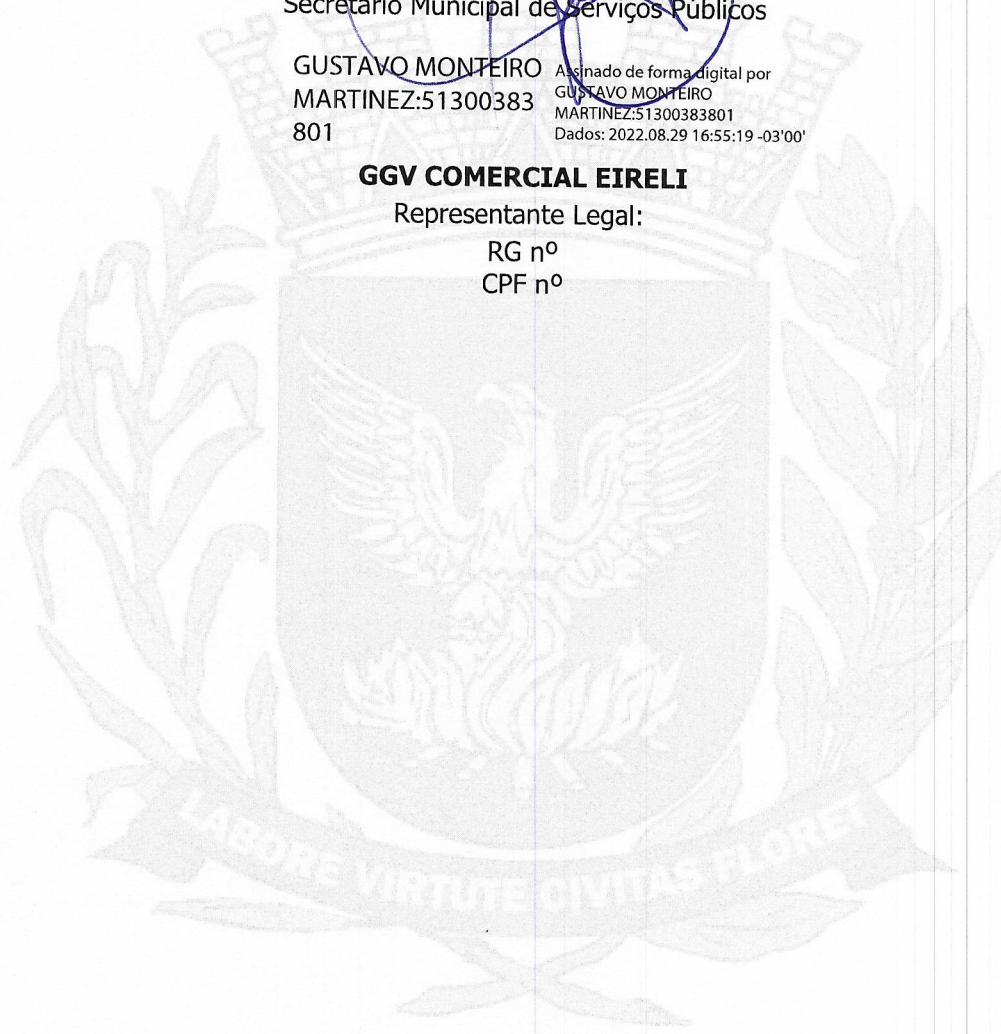 Secretário Municipal de Serviços Públicos
GUSTAVO MONTEIRO
MARTINEZ:51300383
801
Assinado de forma digital por
GUSTAVO MONTEIRO
MARTINEZ:51300383801
Dados: 2022.08.29 16:55:19 -03'00'
GGV COMERCIAL EIRELI
Representante Legal:
RG nº
CPF nº
LABORE VIRTUTE CIVITAS FLORET